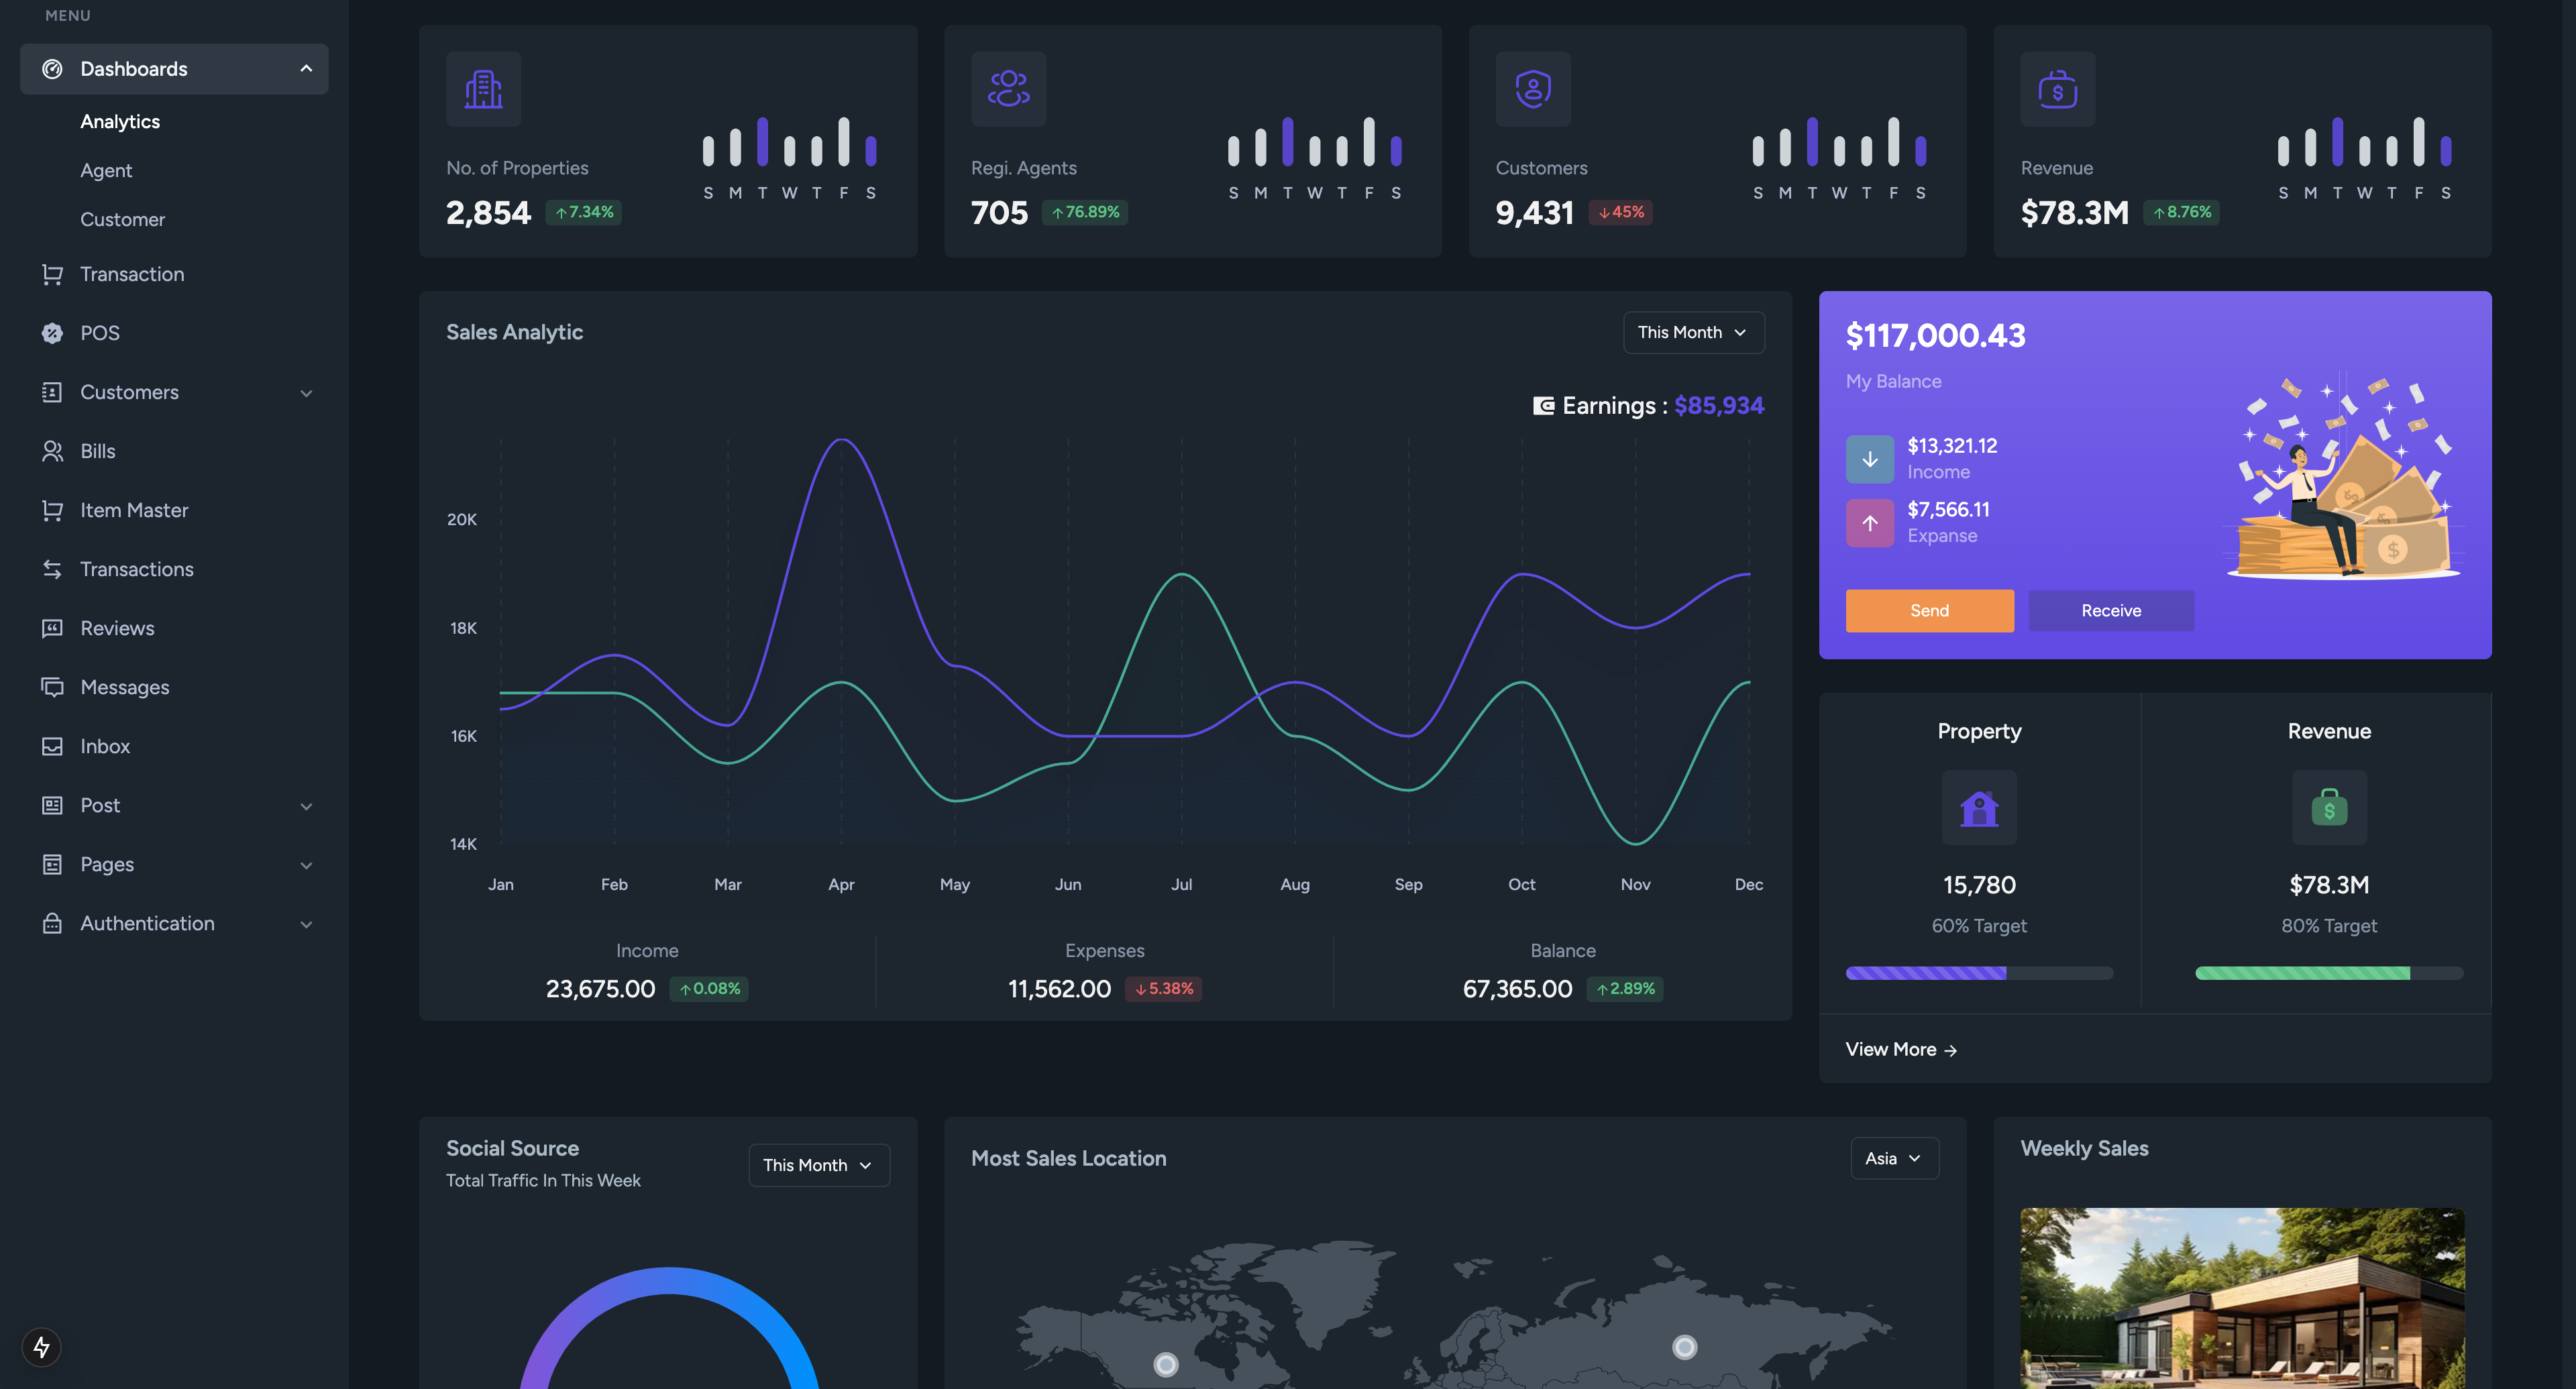 MENU
Dashboards
Analytics
Agent
Customer
Transaction
POS
Customers
Bills
Item Master
Transactions
Reviews
Messages
Inbox
Post
Pages
Authentication
No. of Properties
2,854 ↑7.34%
S M T W T F S
Regi. Agents
705 ↑76.89%
S M T W T F S
Customers
9,431 ↓45%
S M T W T F S
Revenue
$78.3M ↑8.76%
S M T W T F S
Sales Analytic
This Month
Earnings : $85,934
20K
18K
16K
14K
Jan Feb Mar Apr May Jun Jul Aug Sep Oct Nov Dec
Income
23,675.00 ↑0.08%
Expenses
11,562.00 ↓5.38%
Balance
67,365.00 ↑2.89%
$117,000.43
My Balance
$13,321.12
Income
$7,566.11
Expanse
Send
Receive
Property
15,780
60% Target
Revenue
$78.3M
80% Target
View More →
Social Source
Total Traffic In This Week
This Month
Most Sales Location
Asia
Weekly Sales